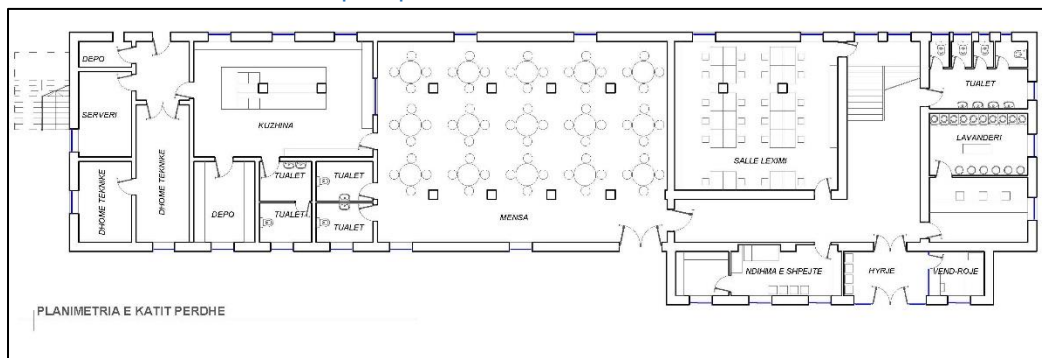 DEPO
SERVERI
DHOME TEKNIKE
DHOME TEKNIKE
KUZHINA
DEPO
TUALET
TUALET
TUALET
TUALET
MENSA
SALLE LEXIMI
TUALET
LAVANDERI
NDIHMA E SHPEJTE
HYRJE
VEND-ROJE
PLANIMETRIA E KATIT PERDHE